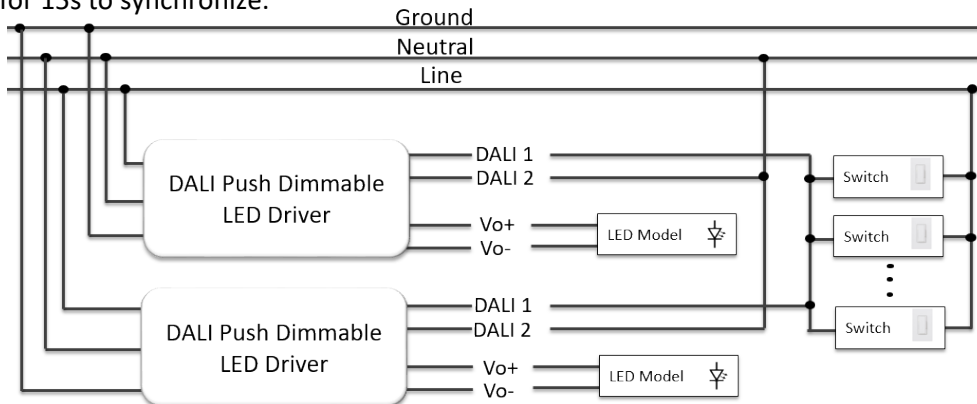 for 15s to synchronize.
Ground
Neutral
Line
DALI Push Dimmable
LED Driver
DALI 1
DALI 2
Vo+
Vo-
LED Model
Switch
Switch
Switch
DALI Push Dimmable
LED Driver
DALI 1
DALI 2
Vo+
Vo-
LED Model